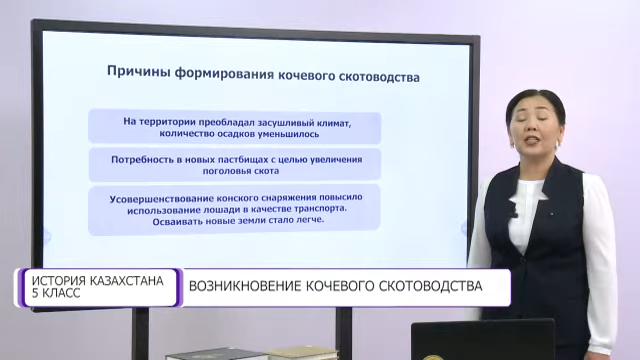 Причины формирования кочевого скотоводства
На территории преобладал засушливый климат,
количество осадков уменьшилось
Потребность в новых пастбищах с целью увеличения
поголовья скота
Усовершенствование конского снаряжения повысило
использование лошади в качестве транспорта.
Осваивать новые земли стало легче.
ИСТОРИЯ КАЗАХСТАНА
5 КЛАСС
ВОЗНИКНОВЕНИЕ КОЧЕВОГО СКОТОВОДСТВА